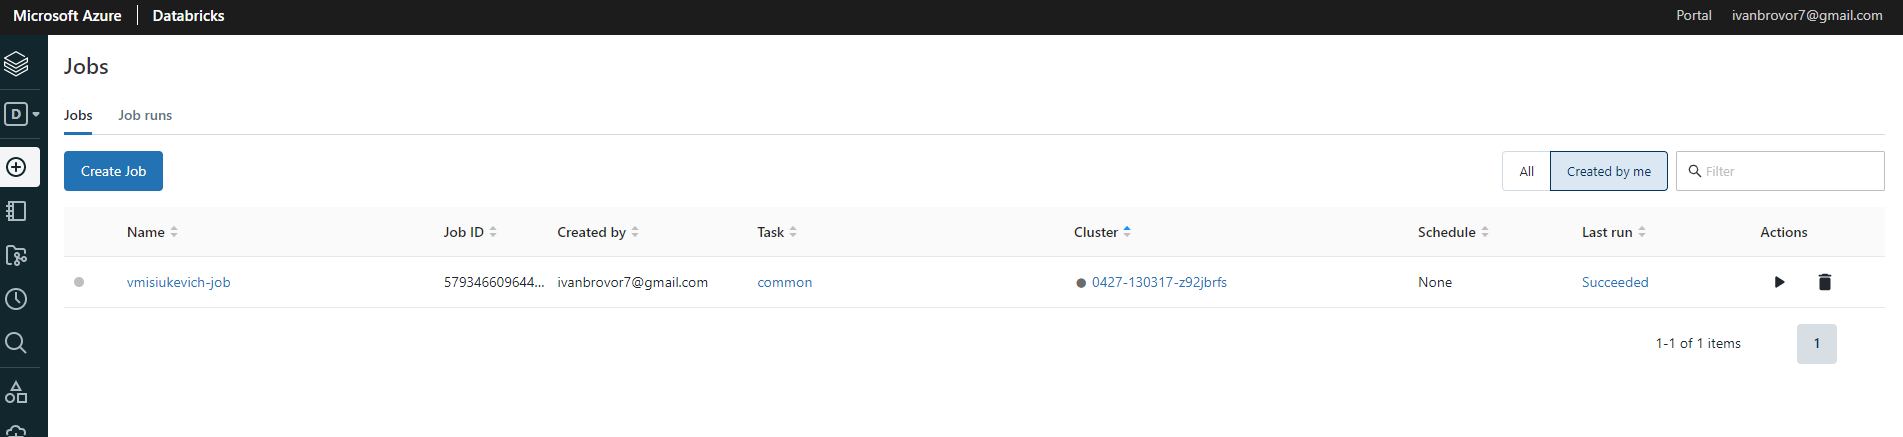 Microsoft Azure Databricks Portal ivanbrovor7@gmail.com
Jobs
D
Jobs Job runs
Create Job All Created by me Filter
Name Job ID Created by Task Cluster Schedule Last run Actions
vmisiukevich-job 579346609644... ivanbrovor7@gmail.com common 0427-130317-z92jbrfs None Succeeded
1-1 of 1 items 1